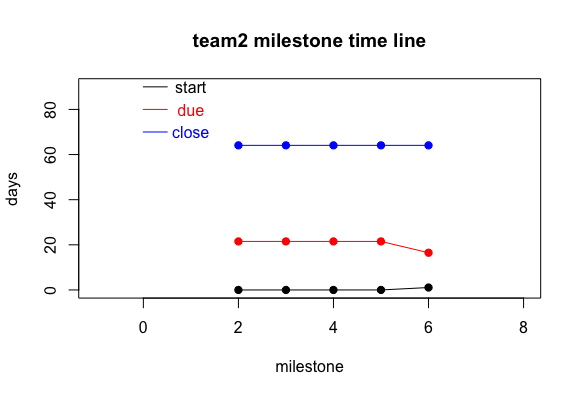 team2 milestone time line
start
due
close
days
80
60
40
20
0
0 2 4 6 8
milestone